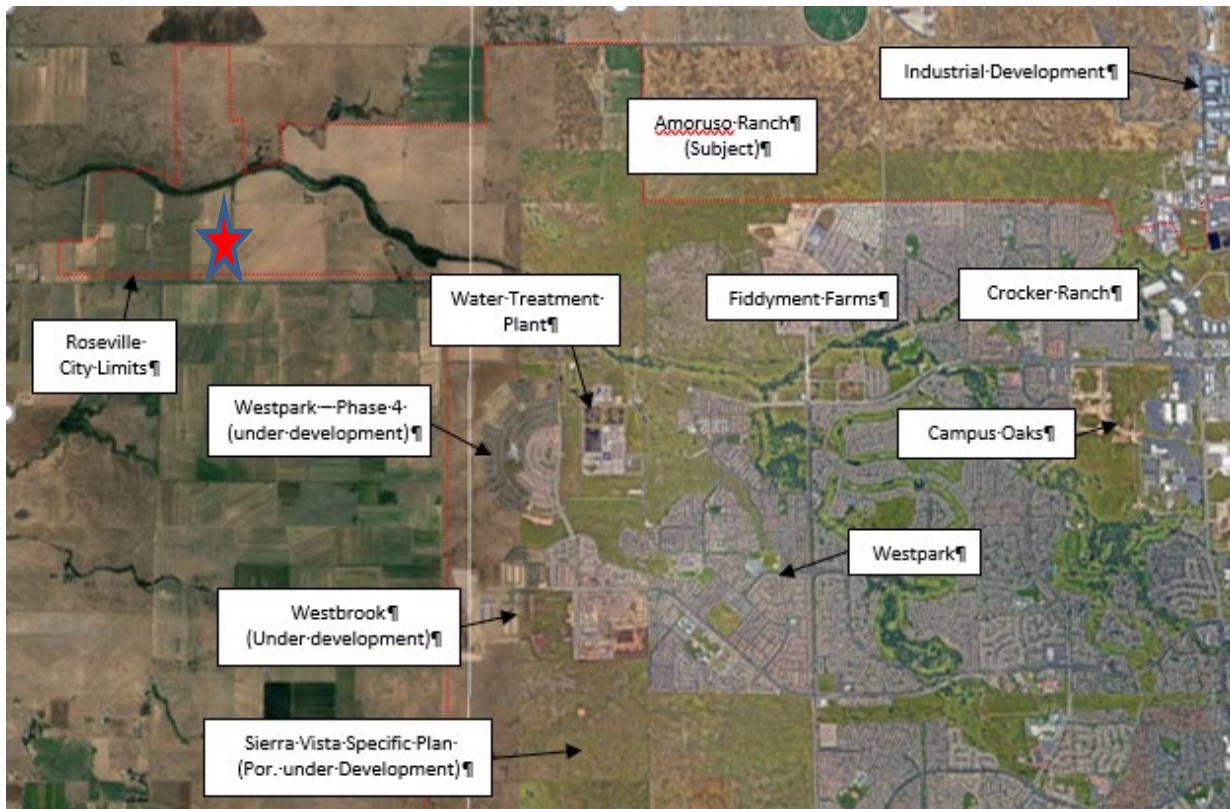 Industrial·Development¶
Amoruso·Ranch¶
(Subject)¶
Water·Treatment·
Plant¶
Fiddyment·Farms¶
Crocker·Ranch¶
Roseville·
City·Limits¶
Westpark·–·Phase·4·
(under·development)¶
Campus·Oaks¶
Westpark¶
Westbrook¶
(Under·development)¶
Sierra·Vista·Specific·Plan·
(Por.·under·Development)¶